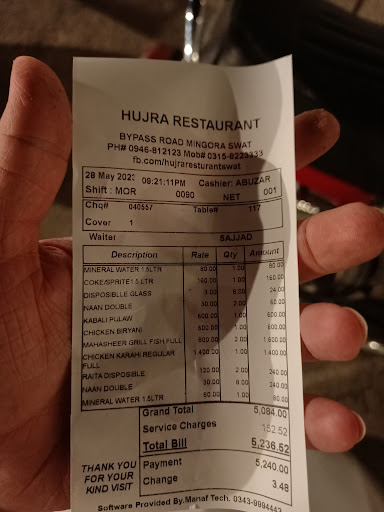 HUJRA RESTAURANT
BYPASS ROAD MINGORA SWAT
PH# 0946-812123 Mob# 0315-8223333
fb.com/hujraresturantswat
28 May 2023 09:21:11PM Cashier: ABUZAR
Shift : MOR 0090 NET 001
Chq# 040557 Table# 117
Cover 1
Waiter SAJJAD
Description Rate Qty Amount
MINERAL WATER 1.5LTR 80.00 1.00 80.00
COKE/SPRITE1.5 LTR 160.00 1.00 160.00
DISPOSIBLLE GLASS 3.00 8.00 24.00
NAAN DOUBLE 30.00 2.00 60.00
KABALI PULAW 600.00 1.00 600.00
CHICKEN BIRYANI 600.00 1.00 600.00
MAHASHEER GRILL FISH FULL 800.00 2.00 1,600.00
CHICKEN KARAHI REGULAR 1,400.00 1.00 1,400.00
FULL
RAITA DISPOSIBLE 120.00 2.00 240.00
NAAN DOUBLE 30.00 8.00 240.00
MINERAL WATER 1.5LTR 80.00 1.00 80.00
Grand Total 5,084.00
Service Charges 152.52
Total Bill 5,236.52
Payment 5,240.00
Change 3.48
THANK YOU
FOR YOUR
KIND VISIT
Software Provided By.Manaf Tech. 0343-9994443